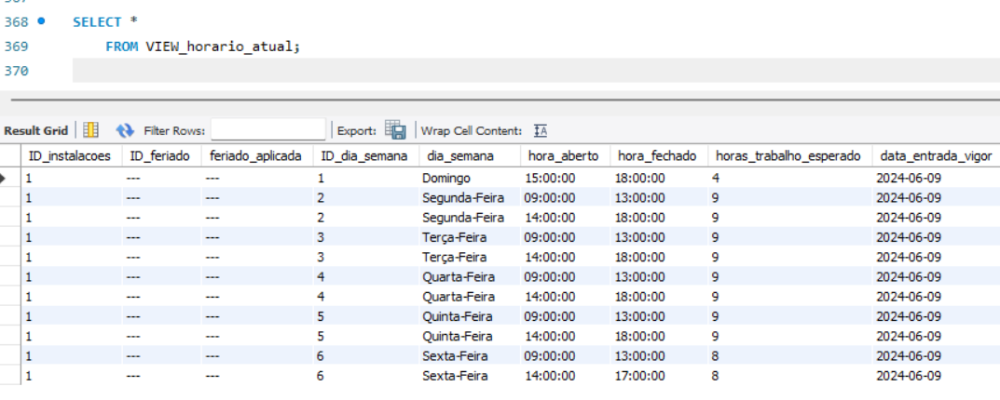 368 SELECT *
369 FROM VIEW_horario_atual;
370
Result Grid Filter Rows: Export: Wrap Cell Content: IA
ID_instalacoes ID_feriado feriado_aplicada ID_dia_semana dia_semana hora_aberto hora_fechado horas_trabalho_esperado data_entrada_vigor
1 --- --- 1 Domingo 15:00:00 18:00:00 4 2024-06-09
1 --- --- 2 Segunda-Feira 09:00:00 13:00:00 9 2024-06-09
1 --- --- 2 Segunda-Feira 14:00:00 18:00:00 9 2024-06-09
1 --- --- 3 Terça-Feira 09:00:00 13:00:00 9 2024-06-09
1 --- --- 3 Terça-Feira 14:00:00 18:00:00 9 2024-06-09
1 --- --- 4 Quarta-Feira 09:00:00 13:00:00 9 2024-06-09
1 --- --- 4 Quarta-Feira 14:00:00 18:00:00 9 2024-06-09
1 --- --- 5 Quinta-Feira 09:00:00 13:00:00 9 2024-06-09
1 --- --- 5 Quinta-Feira 14:00:00 18:00:00 9 2024-06-09
1 --- --- 6 Sexta-Feira 09:00:00 13:00:00 8 2024-06-09
1 --- --- 6 Sexta-Feira 14:00:00 17:00:00 8 2024-06-09